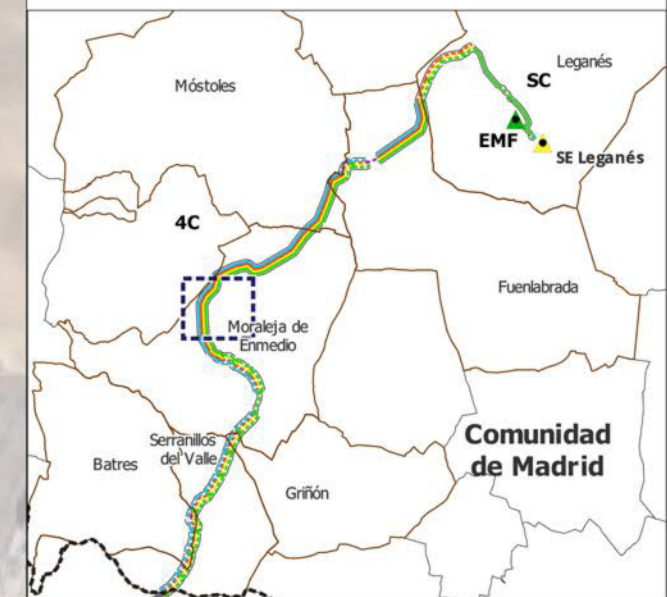 Leganés
SC
Móstoles
EMF
SE Leganés
4C
Fuenlabrada
Moraleja de
Enmedio
Comunidad
de Madrid
Serranillos
del Valle
Batres
Griñón